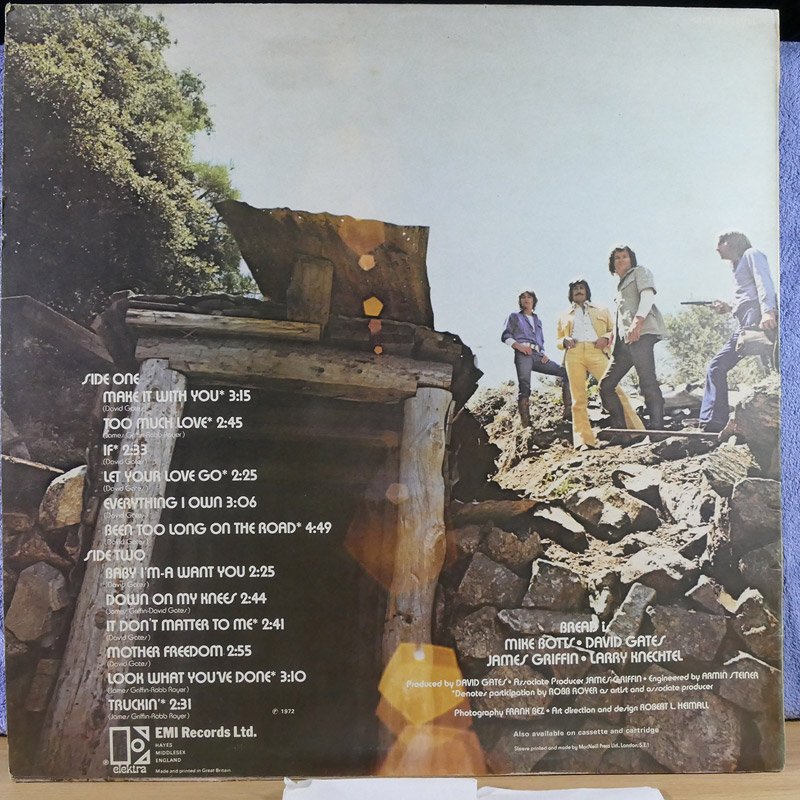 SIDE ONE
MAKE IT WITH YOU* 3:15
(David Gates)
TOO MUCH LOVE* 2:45
(James Griffin-Robb Royer)
IF* 2:33
(David Gates)
LET YOUR LOVE GO* 2:25
(David Gates)
EVERYTHING I OWN 3:06
(David Gates)
BEEN TOO LONG ON THE ROAD* 4:49
(David Gates)
SIDE TWO
BABY I'M-A WANT YOU 2:25
(David Gates)
DOWN ON MY KNEES 2:44
(James Griffin-David Gates)
IT DON'T MATTER TO ME* 2:41
(David Gates)
MOTHER FREEDOM 2:55
(David Gates)
LOOK WHAT YOU'VE DONE* 3:10
(James Griffin-Robb Royer)
TRUCKIN'* 2:31
(James Griffin-Robb Royer)
℗ 1972
elektra
EMI Records Ltd.
HAYES
MIDDLESEX
ENGLAND
Made and printed in Great Britain
BREAD is
MIKE BOTTS • DAVID GATES
JAMES GRIFFIN • LARRY KNECHTEL
Produced by DAVID GATES • Associate Producer JAMES GRIFFIN • Engineered by ARMIN STEINER
*Denotes participation by ROBB ROYER as artist and associate producer
Photography FRANK BEZ • Art direction and design ROBERT L. HEIMALL
Also available on cassette and cartridge
Sleeve printed and made by MacNeill Press Ltd. London, S.E.1